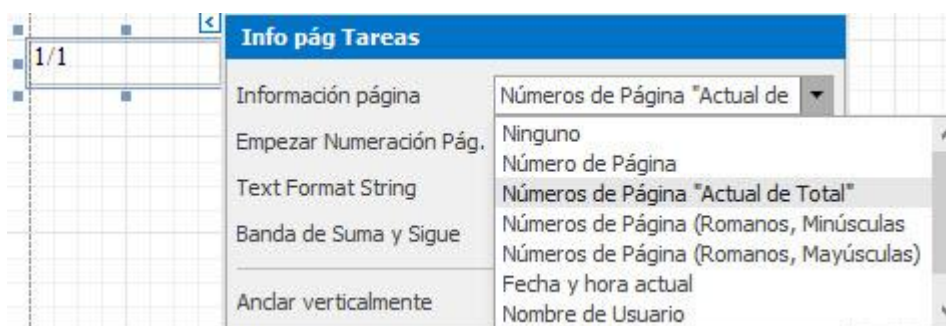 1/1
Info pág Tareas
Información página
Números de Página "Actual de
Empezar Numeración Pág.
Text Format String
Banda de Suma y Sigue
Anclar verticalmente
Ninguno
Número de Página
Números de Página "Actual de Total"
Números de Página (Romanos, Minúsculas
Números de Página (Romanos, Mayúsculas)
Fecha y hora actual
Nombre de Usuario